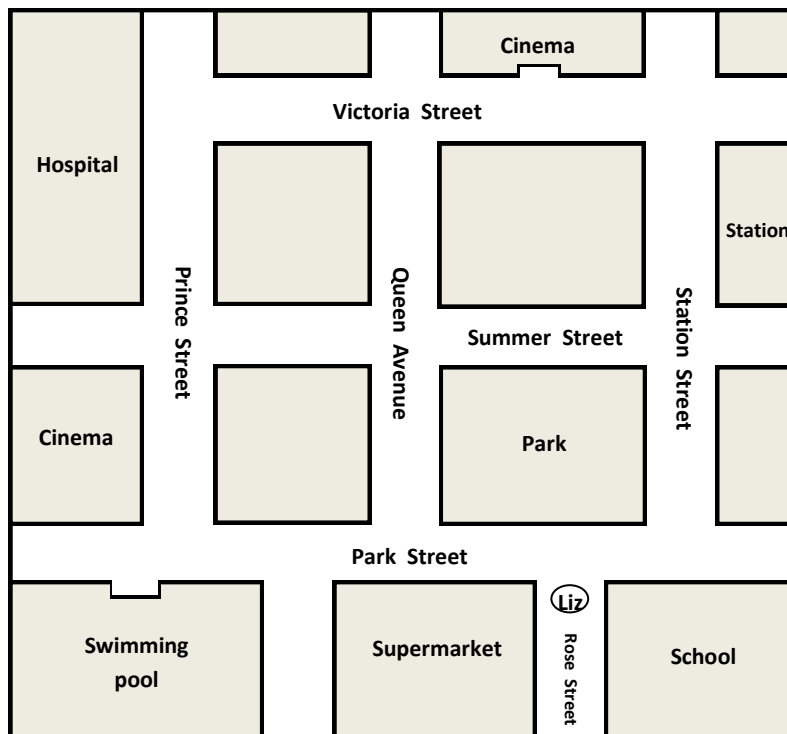 Cinema
Victoria Street
Hospital
Station
Prince Street
Queen Avenue
Station Street
Summer Street
Cinema
Park
Park Street
Liz
Swimming
pool
Supermarket
Rose Street
School